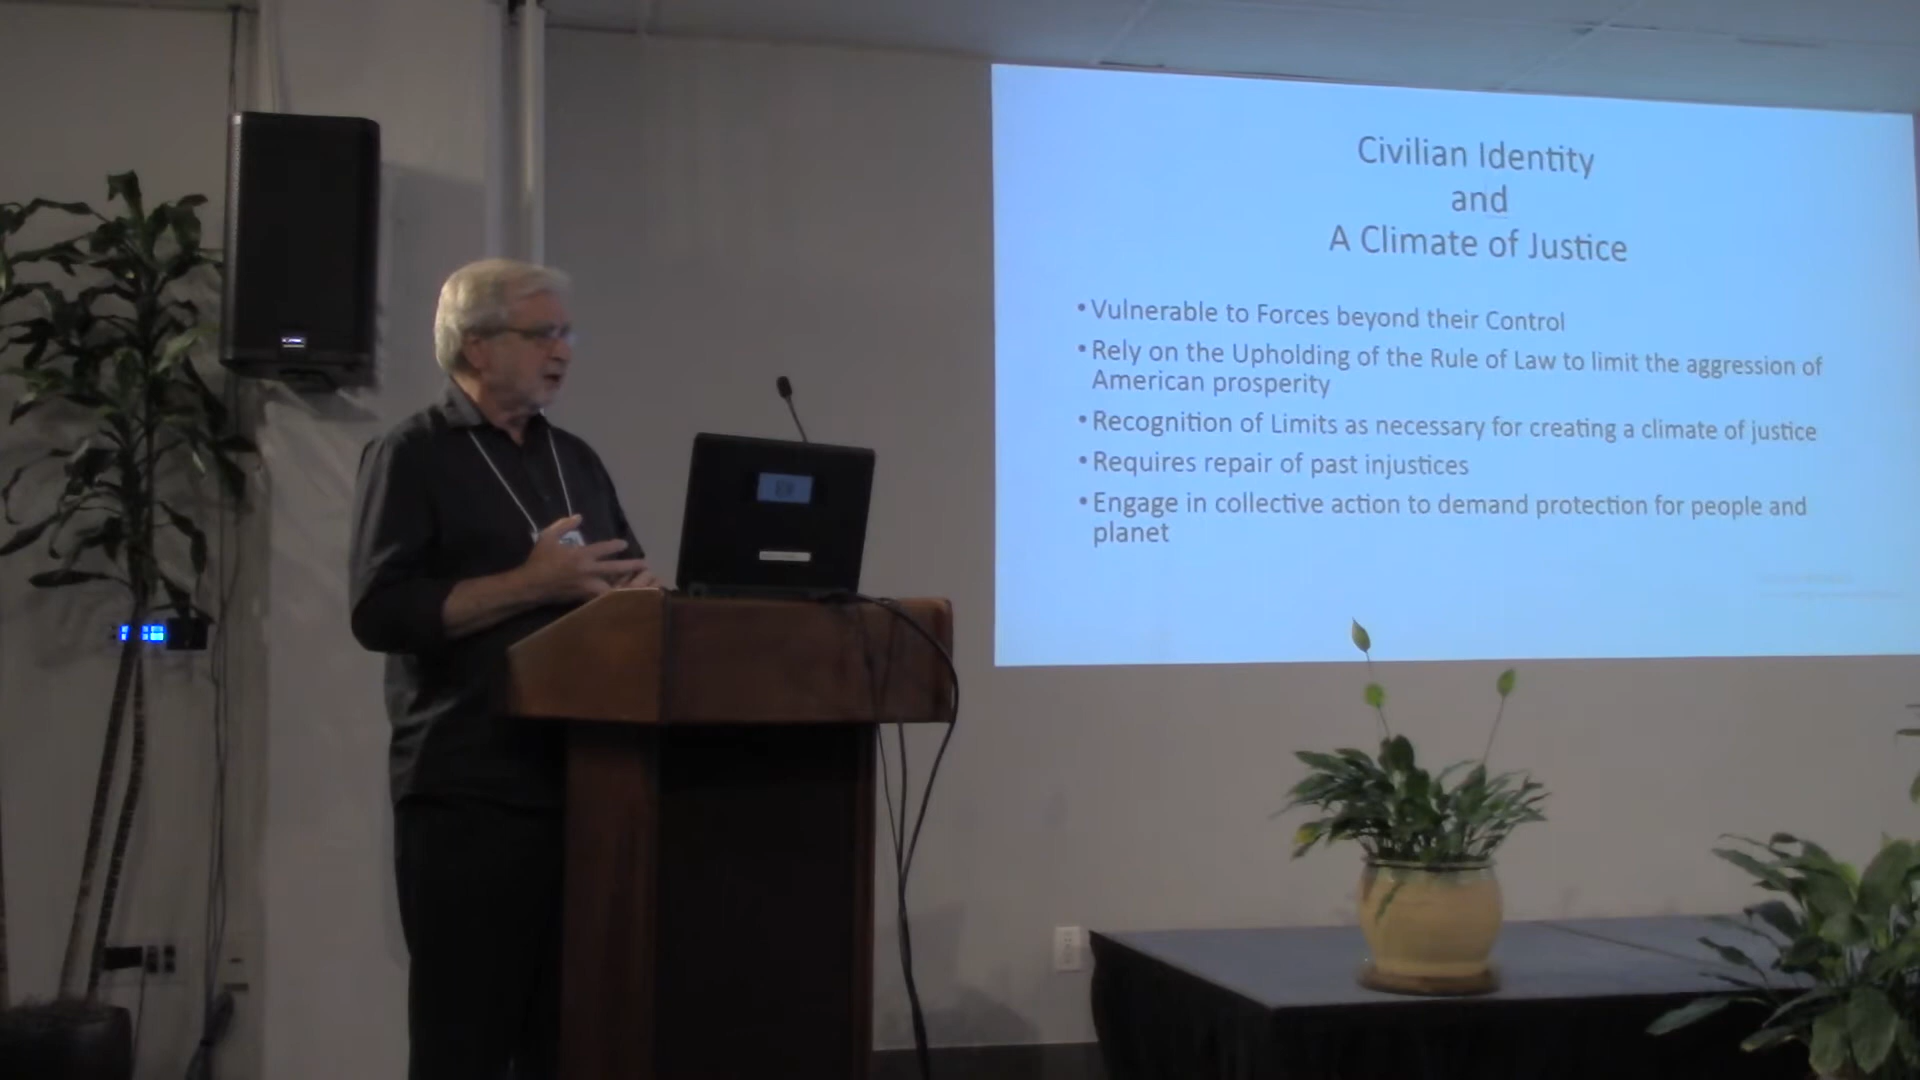 Civilian Identity
and
A Climate of Justice
• Vulnerable to Forces beyond their Control
• Rely on the Upholding of the Rule of Law to limit the aggression of
American prosperity
• Recognition of Limits as necessary for creating a climate of justice
• Requires repair of past injustices
• Engage in collective action to demand protection for people and
planet